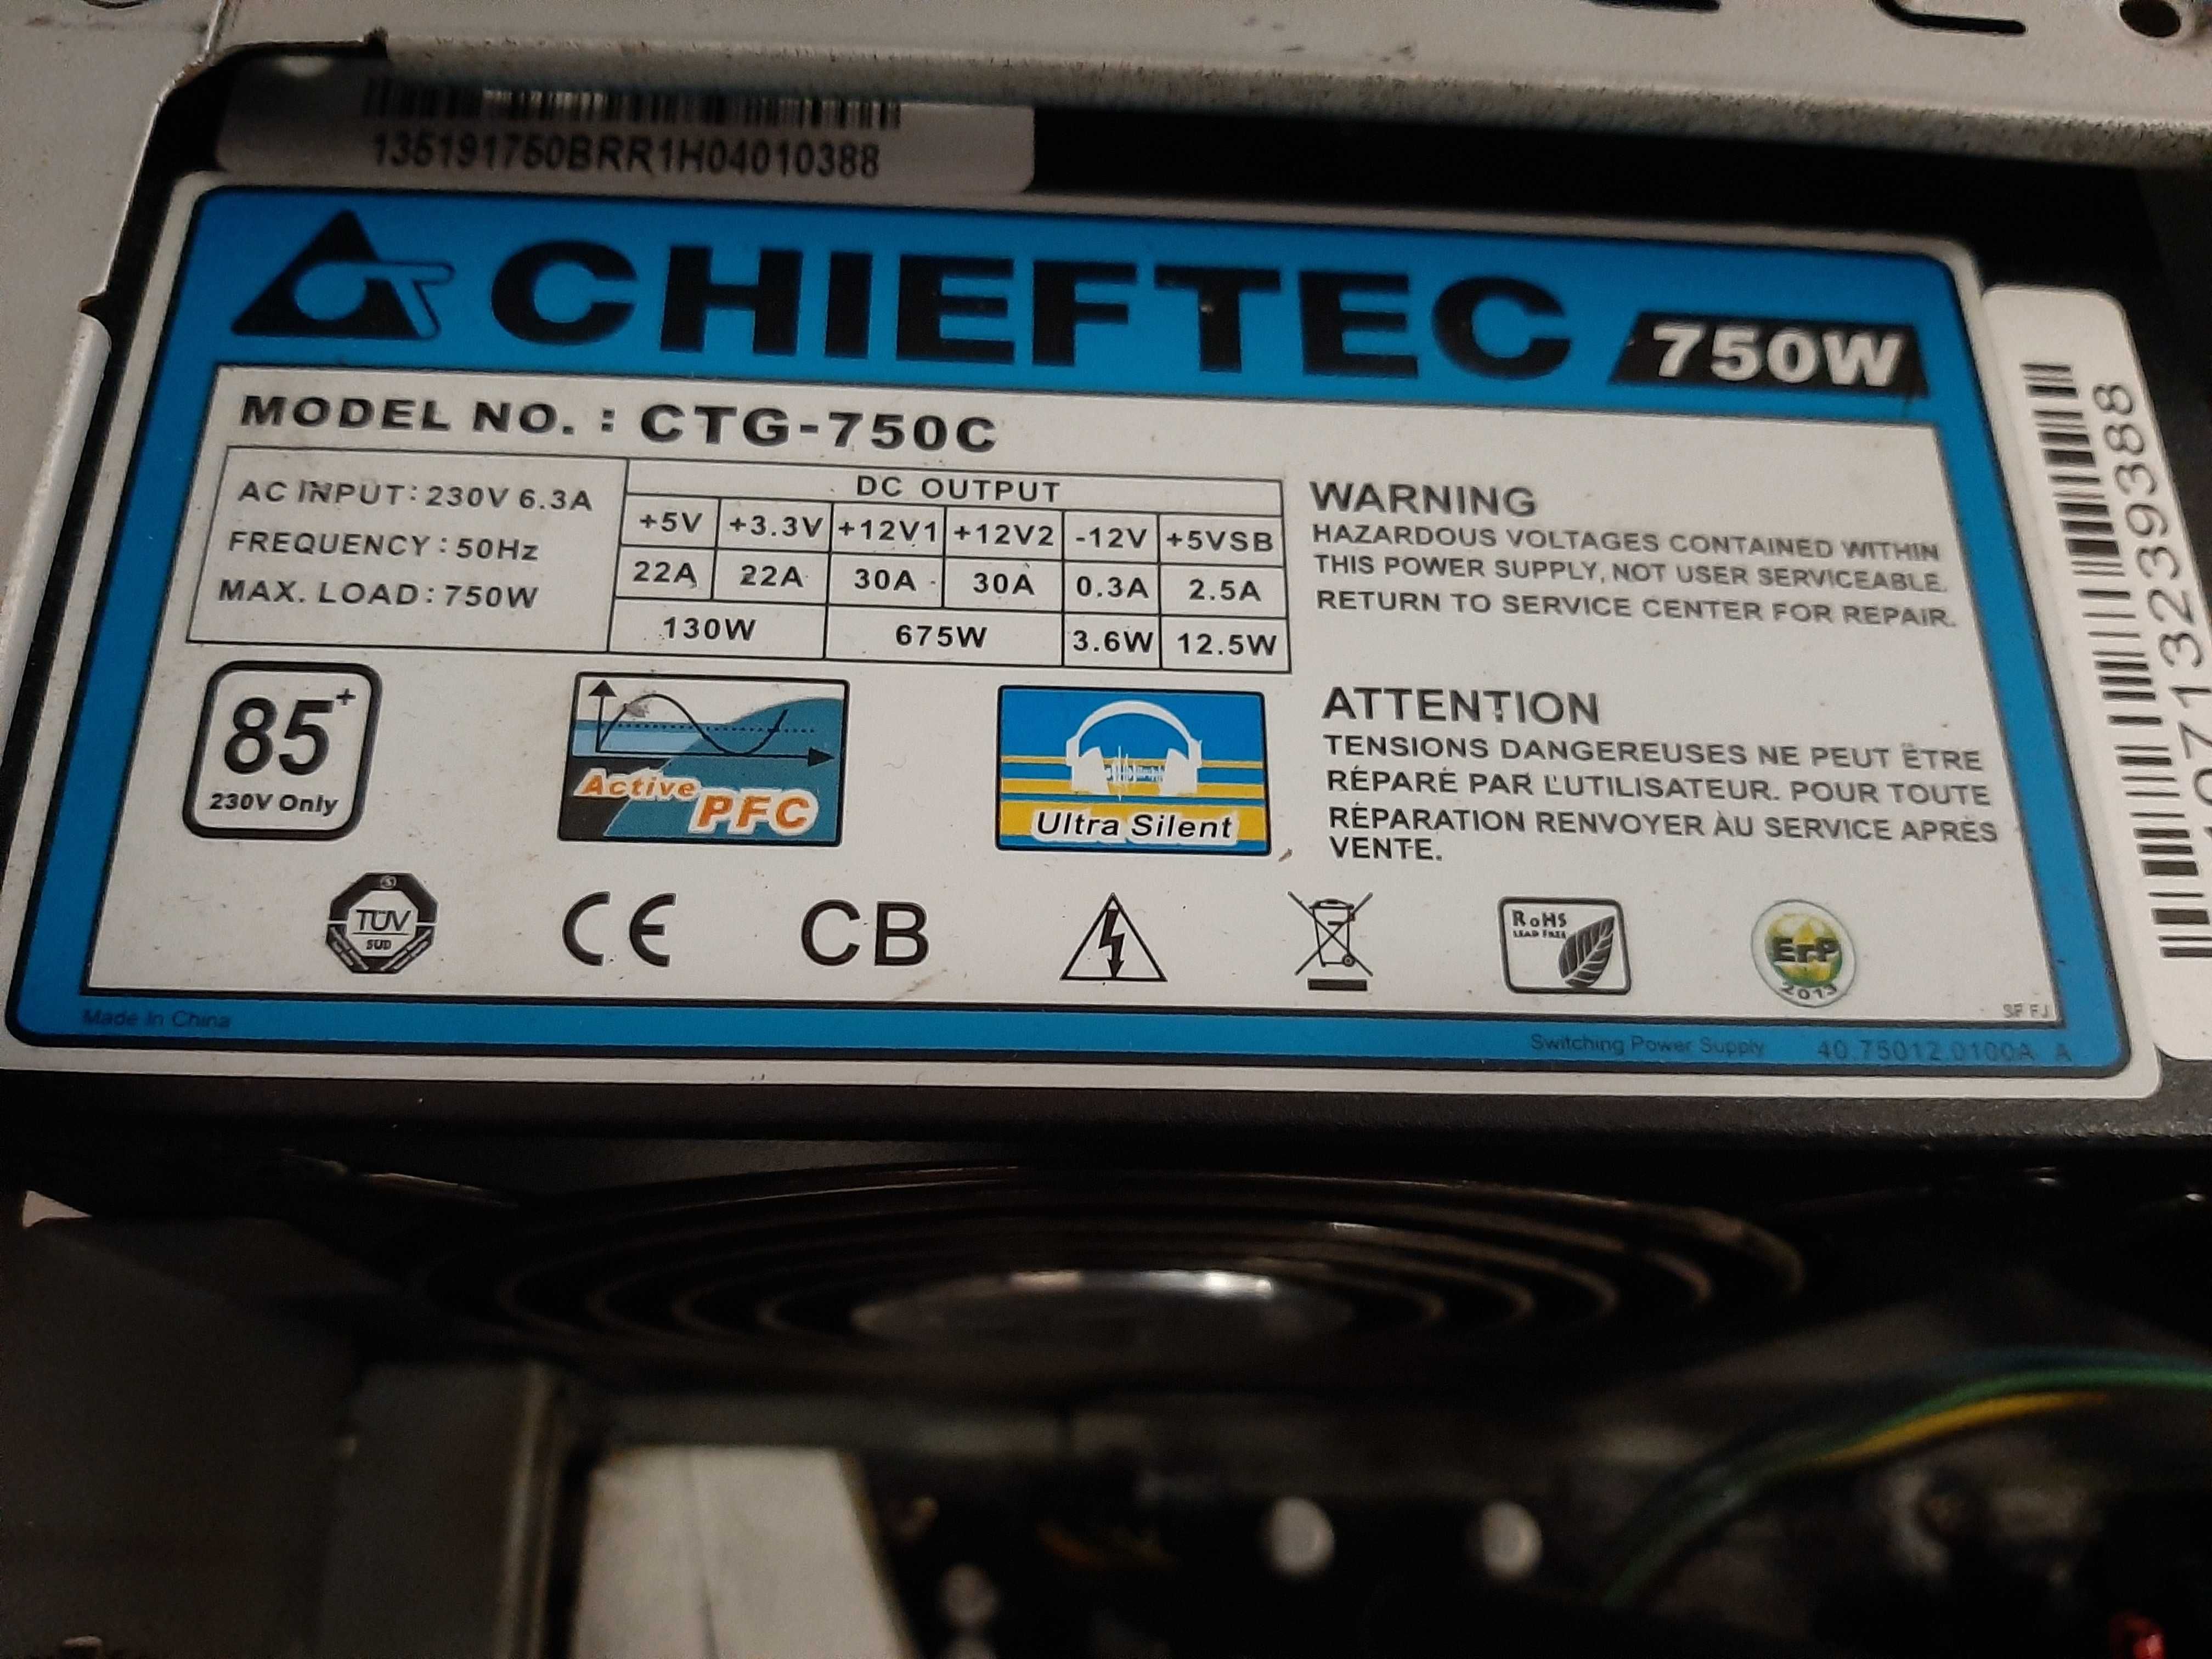 135191750BRR1H04010388
CHIEFTEC 750W
MODEL NO. : CTG-750C
AC INPUT: 230V 6.3A
FREQUENCY: 50Hz
MAX. LOAD: 750W
DC OUTPUT
+5V +3.3V +12V1 +12V2 -12V +5VSB
22A 22A 30A 30A 0.3A 2.5A
130W 675W 3.6W 12.5W
WARNING
HAZARDOUS VOLTAGES CONTAINED WITHIN
THIS POWER SUPPLY, NOT USER SERVICEABLE.
RETURN TO SERVICE CENTER FOR REPAIR.
ATTENTION
TENSIONS DANGEREUSES NE PEUT ÊTRE
RÉPARÉ PAR L'UTILISATEUR. POUR TOUTE
RÉPARATION RENVOYER AU SERVICE APRÈS
VENTE.
85+
230V Only
Active
PFC
Ultra Silent
TÜV
SÜD
CE
CB
RoHS
LEAD FREE
ErP
2013
SP FJ
Made In China
Switching Power Supply 40.75012.0100A A